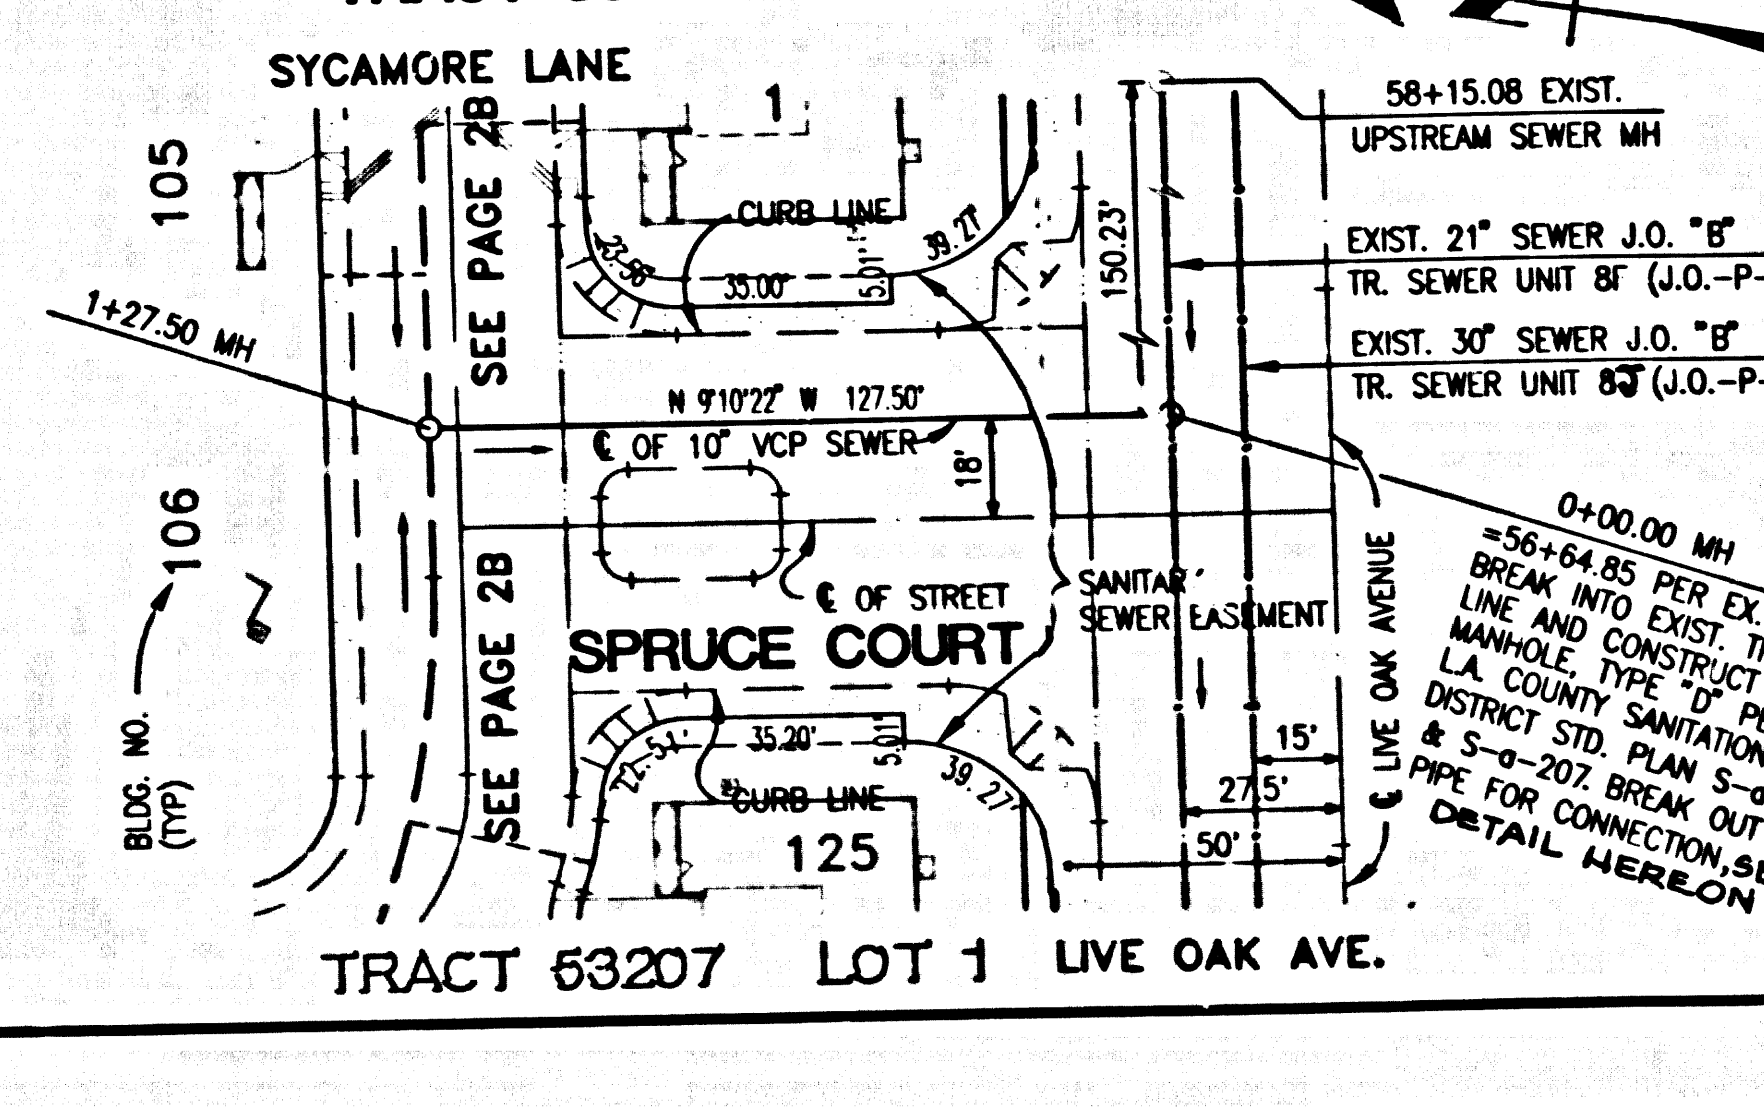 SYCAMORE LANE
1
105
SEE PAGE 2B
58+15.08 EXIST.
UPSTREAM SEWER MH
CURB LINE
23.56'
35.00'
5.01'
39.27'
150.23'
EXIST. 21" SEWER J.O. "B"
TR. SEWER UNIT 8F (J.O.-P-
EXIST. 30" SEWER J.O. "B"
TR. SEWER UNIT 8J (J.O.-P-
1+27.50 MH
N 9°10'22" W 127.50'
℄ OF 10" VCP SEWER
18'
106
BLDG. NO.
(TYP)
SEE PAGE 2B
℄ OF STREET
SPRUCE COURT
SANITAR
SEWER EASEMENT
℄ LIVE OAK AVENUE
0+00.00 MH
=56+64.85 PER EX.
BREAK INTO EXIST.
LINE AND CONSTRUCT
MANHOLE, TYPE "D"
L.A. COUNTY SANITATION
DISTRICT STD. PLAN S-a
& S-a-207. BREAK OUT
PIPE FOR CONNECTION,
DETAIL HEREON
22.51'
35.20'
5.01'
39.27'
CURB LINE
125
15'
27.5'
50'
TRACT 53207 LOT 1 LIVE OAK AVE.